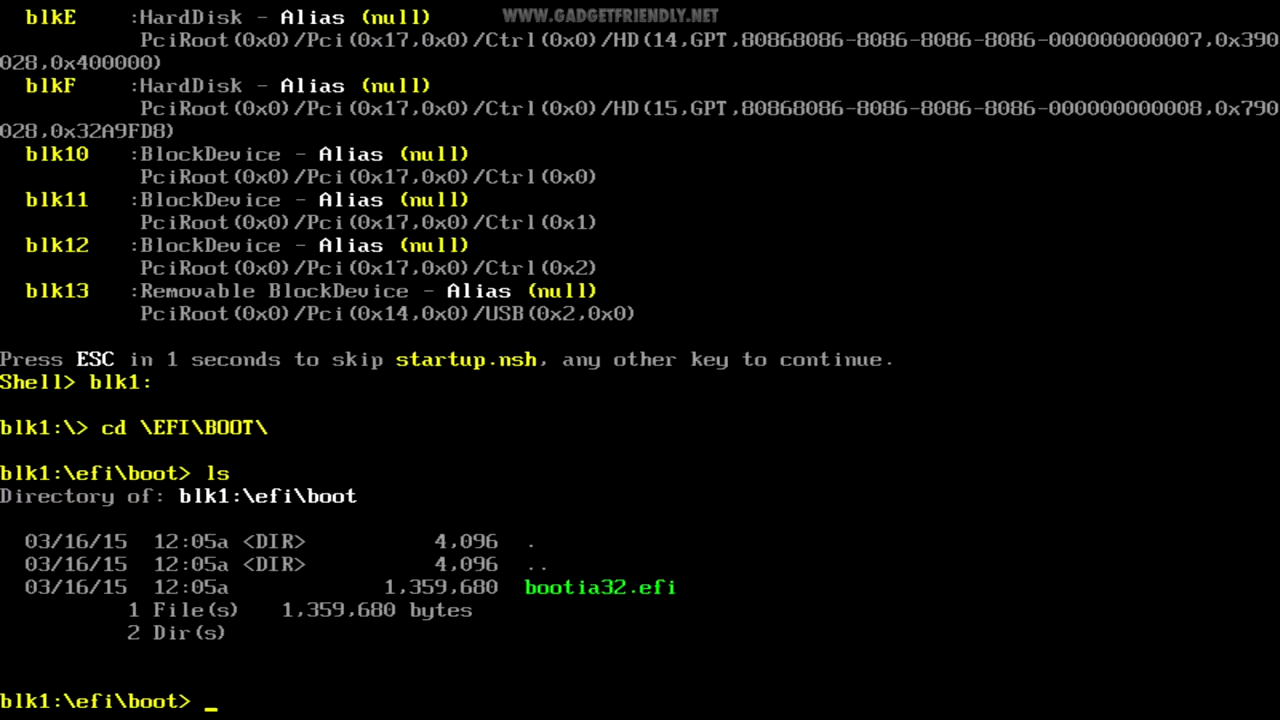 WWW.GADGETFRIENDLY.NET
blkE :HardDisk - Alias (null)
PciRoot(0x0)/Pci(0x17,0x0)/Ctrl(0x0)/HD(14,GPT,80868086-8086-8086-8086-000000000007,0x390
028,0x400000)
blkF :HardDisk - Alias (null)
PciRoot(0x0)/Pci(0x17,0x0)/Ctrl(0x0)/HD(15,GPT,80868086-8086-8086-8086-000000000008,0x790
028,0x32A9FD8)
blk10 :BlockDevice - Alias (null)
PciRoot(0x0)/Pci(0x17,0x0)/Ctrl(0x0)
blk11 :BlockDevice - Alias (null)
PciRoot(0x0)/Pci(0x17,0x0)/Ctrl(0x1)
blk12 :BlockDevice - Alias (null)
PciRoot(0x0)/Pci(0x17,0x0)/Ctrl(0x2)
blk13 :Removable BlockDevice - Alias (null)
PciRoot(0x0)/Pci(0x14,0x0)/USB(0x2,0x0)
Press ESC in 1 seconds to skip startup.nsh, any other key to continue.
Shell> blk1:
blk1:\> cd \EFI\BOOT\
blk1:\efi\boot> ls
Directory of: blk1:\efi\boot
03/16/15 12:05a <DIR> 4,096 .
03/16/15 12:05a <DIR> 4,096 ..
03/16/15 12:05a 1,359,680 bootia32.efi
1 File(s) 1,359,680 bytes
2 Dir(s)
blk1:\efi\boot> _